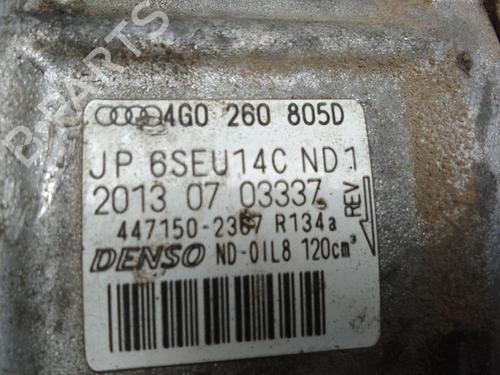 4G0 260 805D
JP 6SEU14C ND1
2013 07 03337
REV
447150-2367 R134a
DENSO ND-OIL8 120cm³
B PARTS